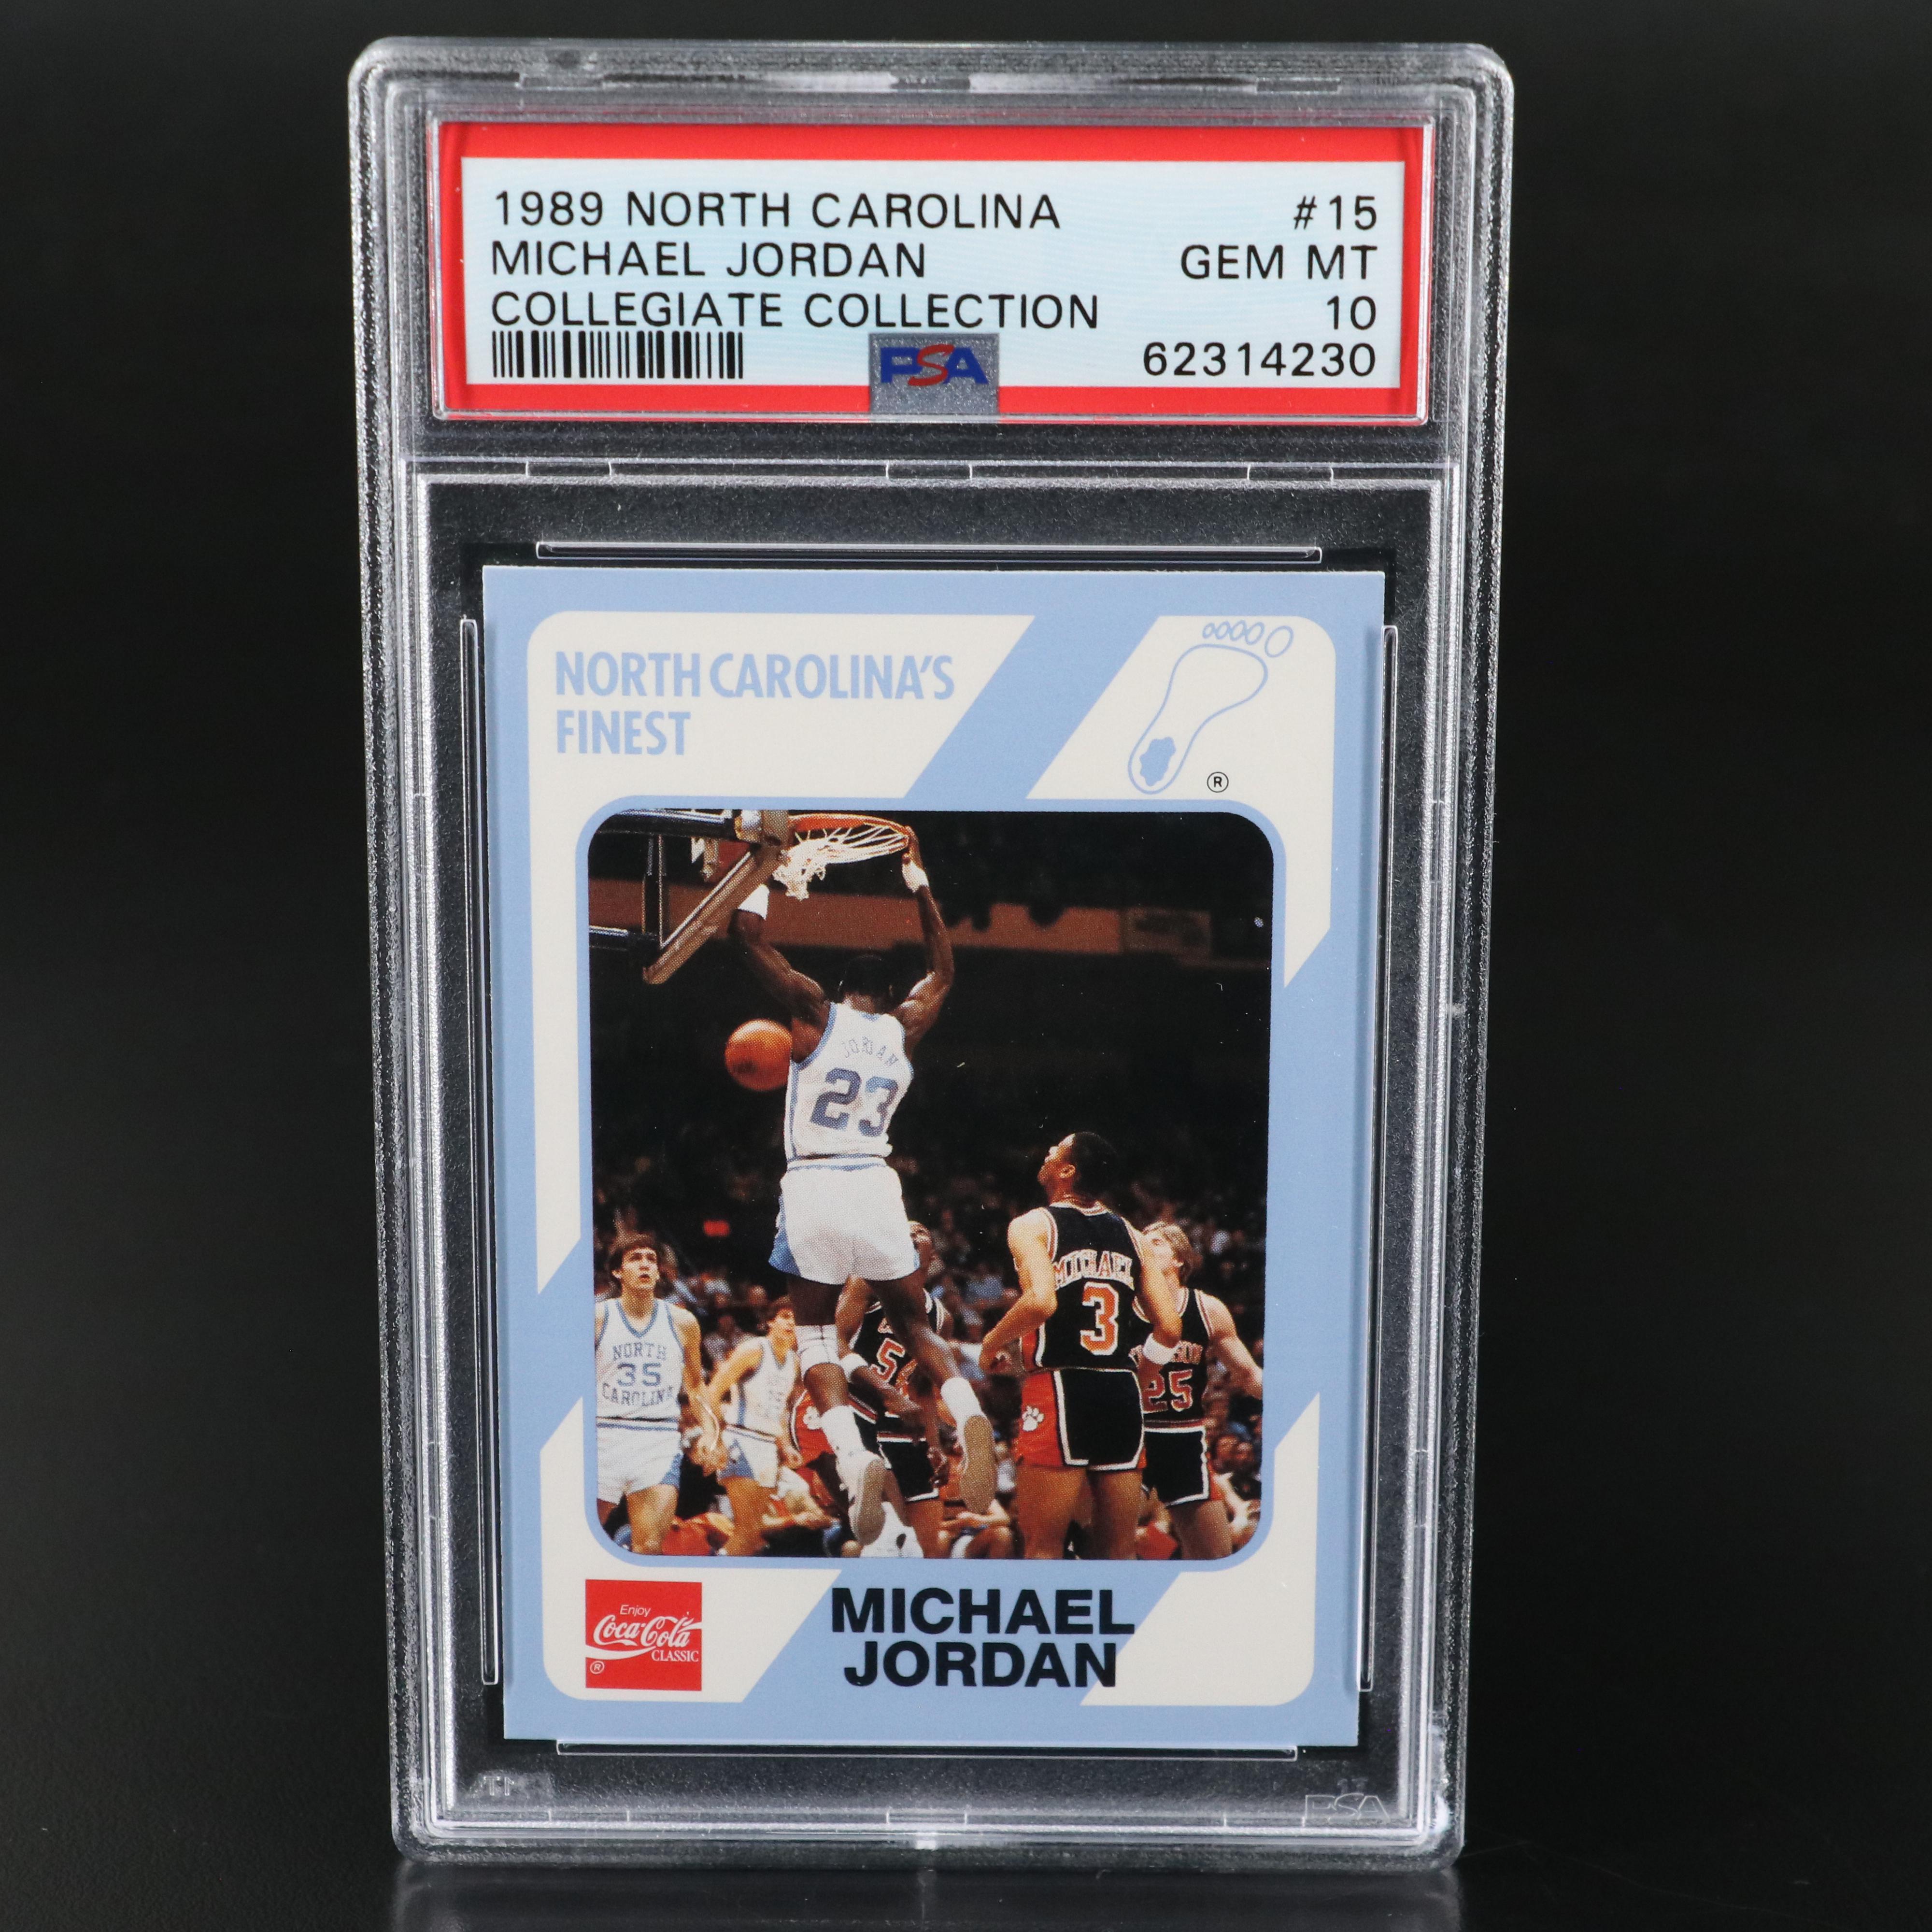 1989 NORTH CAROLINA #15
MICHAEL JORDAN GEM MT
COLLEGIATE COLLECTION 10
PSA 62314230
NORTH CAROLINA'S
FINEST
®
JORDAN
23
MICHAEL
3
NORTH
35
CAROLINA
25
Enjoy
Coca-Cola
CLASSIC
®
MICHAEL
JORDAN
PSA